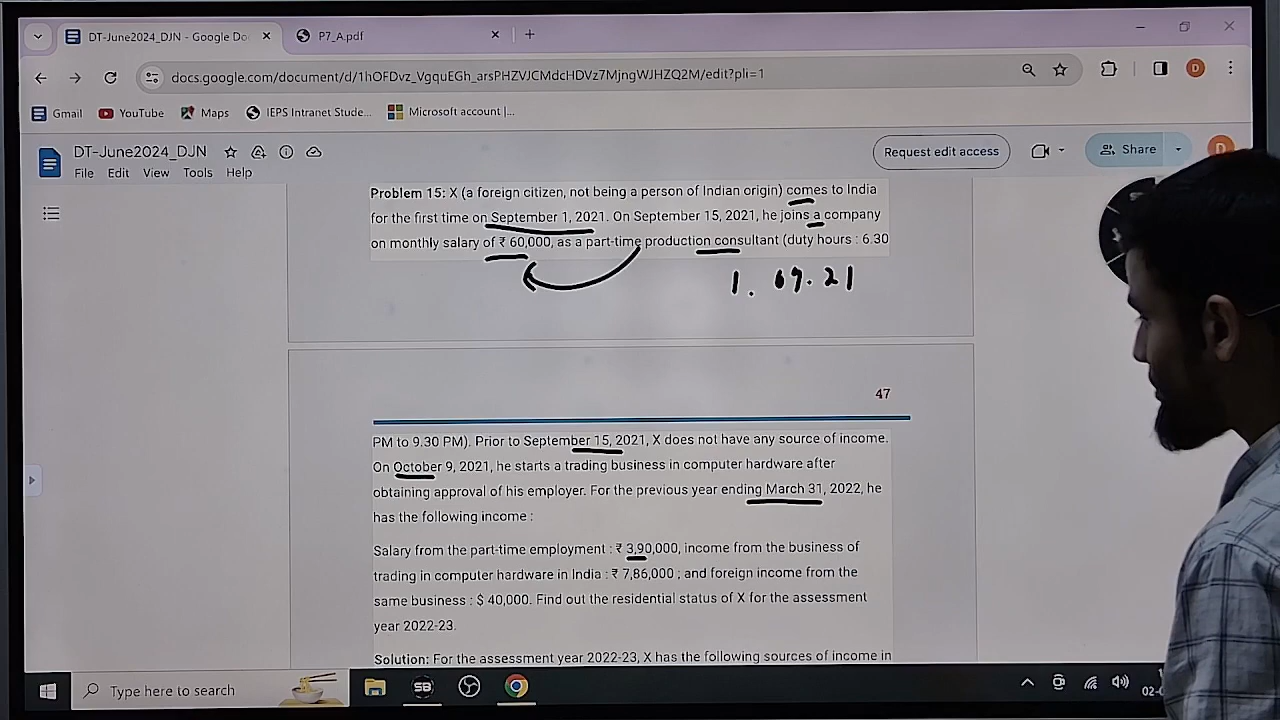 DT-June2024_DJN - Google Do
P7_A.pdf
docs.google.com/document/d/1hOFDvz_VgquEGh_arsPHZVJCMdcHDVz7MjngWJHZQ2M/edit?pli=1
Gmail YouTube Maps IEPS Intranet Stude... Microsoft account |...
DT-June2024_DJN
Request edit access
Share
D
D
File Edit View Tools Help
Problem 15: X (a foreign citizen, not being a person of Indian origin) comes to India
for the first time on September 1, 2021. On September 15, 2021, he joins a company
on monthly salary of ₹ 60,000, as a part-time production consultant (duty hours : 6.30
1. 09.21
47
PM to 9.30 PM). Prior to September 15, 2021, X does not have any source of income.
On October 9, 2021, he starts a trading business in computer hardware after
obtaining approval of his employer. For the previous year ending March 31, 2022, he
has the following income :
Salary from the part-time employment : ₹ 3,90,000, income from the business of
trading in computer hardware in India : ₹ 7,86,000 ; and foreign income from the
same business : $ 40,000. Find out the residential status of X for the assessment
year 2022-23.
Solution: For the assessment year 2022-23, X has the following sources of income in
Type here to search
SB